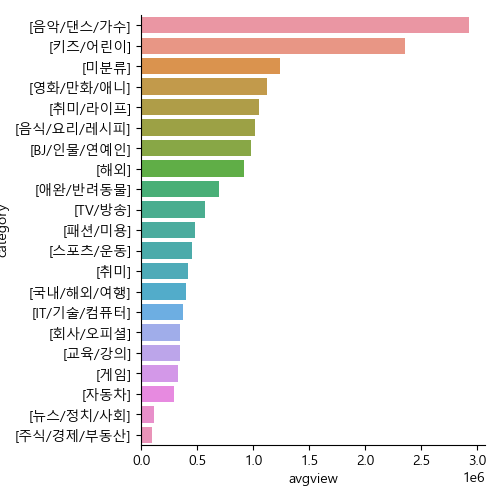 [음악/댄스/가수]
[키즈/어린이]
[미분류]
[영화/만화/애니]
[취미/라이프]
[음식/요리/레시피]
[BJ/인물/연예인]
[해외]
[애완/반려동물]
[TV/방송]
[패션/미용]
[스포츠/운동]
[취미]
[국내/해외/여행]
[IT/기술/컴퓨터]
[회사/오피셜]
[교육/강의]
[게임]
[자동차]
[뉴스/정치/사회]
[주식/경제/부동산]
category
0.0 0.5 1.0 1.5 2.0 2.5 3.0
avgview
1e6